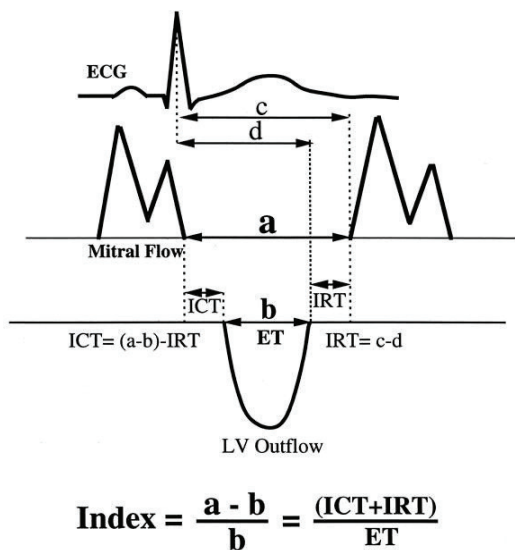 ECG
c
d
a
Mitral Flow
ICT
b
IRT
ICT= (a-b)-IRT
ET
IRT= c-d
LV Outflow
Index = a - b / b = (ICT+IRT) / ET